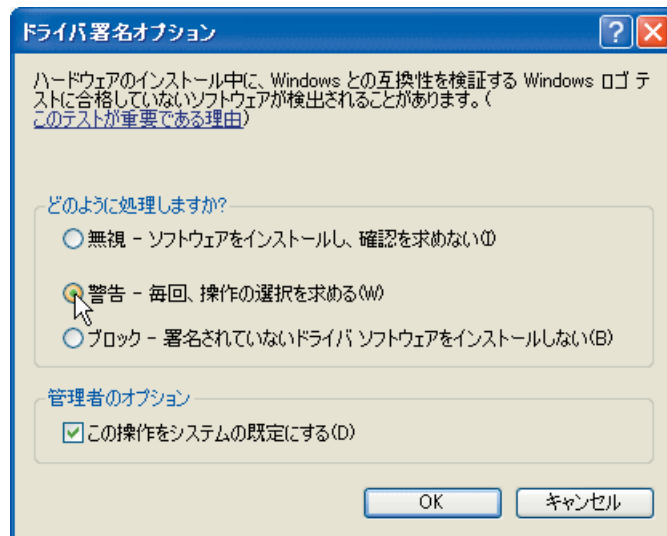 ドライバ署名オプション
ハードウェアのインストール中に、Windows との互換性を検証する Windows ロゴ テ
ストに合格していないソフトウェアが検出されることがあります。(
このテストが重要である理由)
どのように処理しますか?
無視 - ソフトウェアをインストールし、確認を求めない(I)
警告 - 毎回、操作の選択を求める(W)
ブロック - 署名されていないドライバ ソフトウェアをインストールしない(B)
管理者のオプション
この操作をシステムの既定にする(D)
OK キャンセル